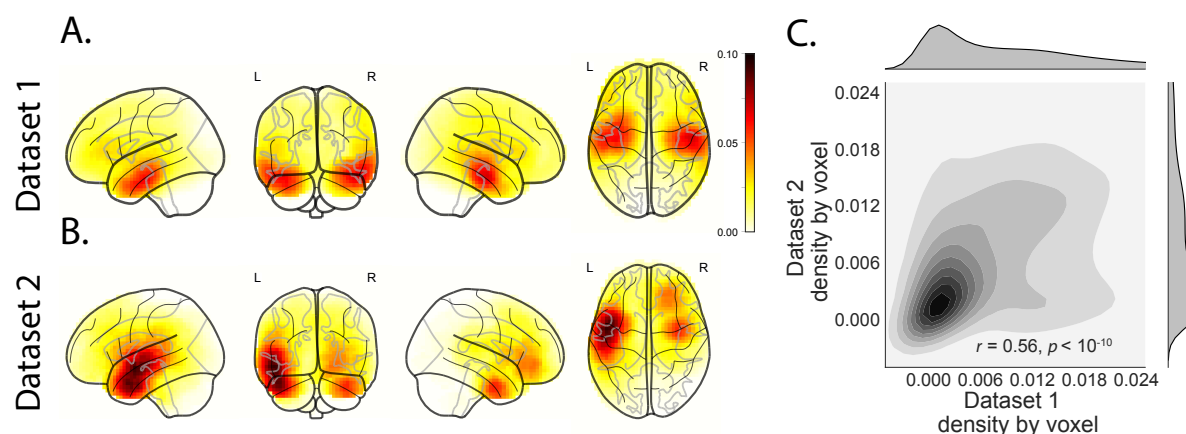 A.
Dataset 1
L
R
L
R
0.10
0.05
0.00
B.
Dataset 2
L
R
L
R
C.
Dataset 2
density by voxel
0.024
0.018
0.012
0.006
0.000
r = 0.56, p < 10⁻¹⁰
0.000 0.006 0.012 0.018 0.024
Dataset 1
density by voxel